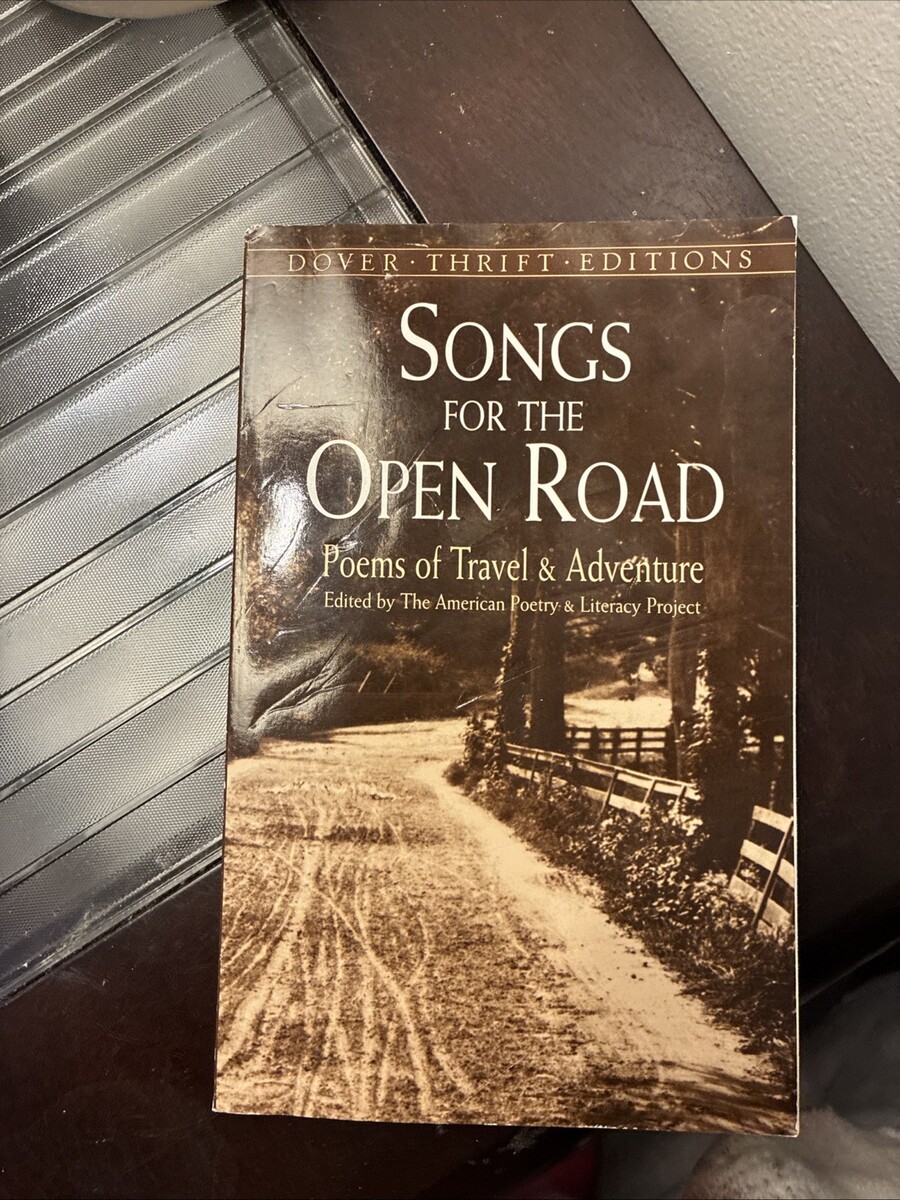 DOVER · THRIFT · EDITIONS
SONGS
FOR THE
OPEN ROAD
Poems of Travel & Adventure
Edited by The American Poetry & Literacy Project